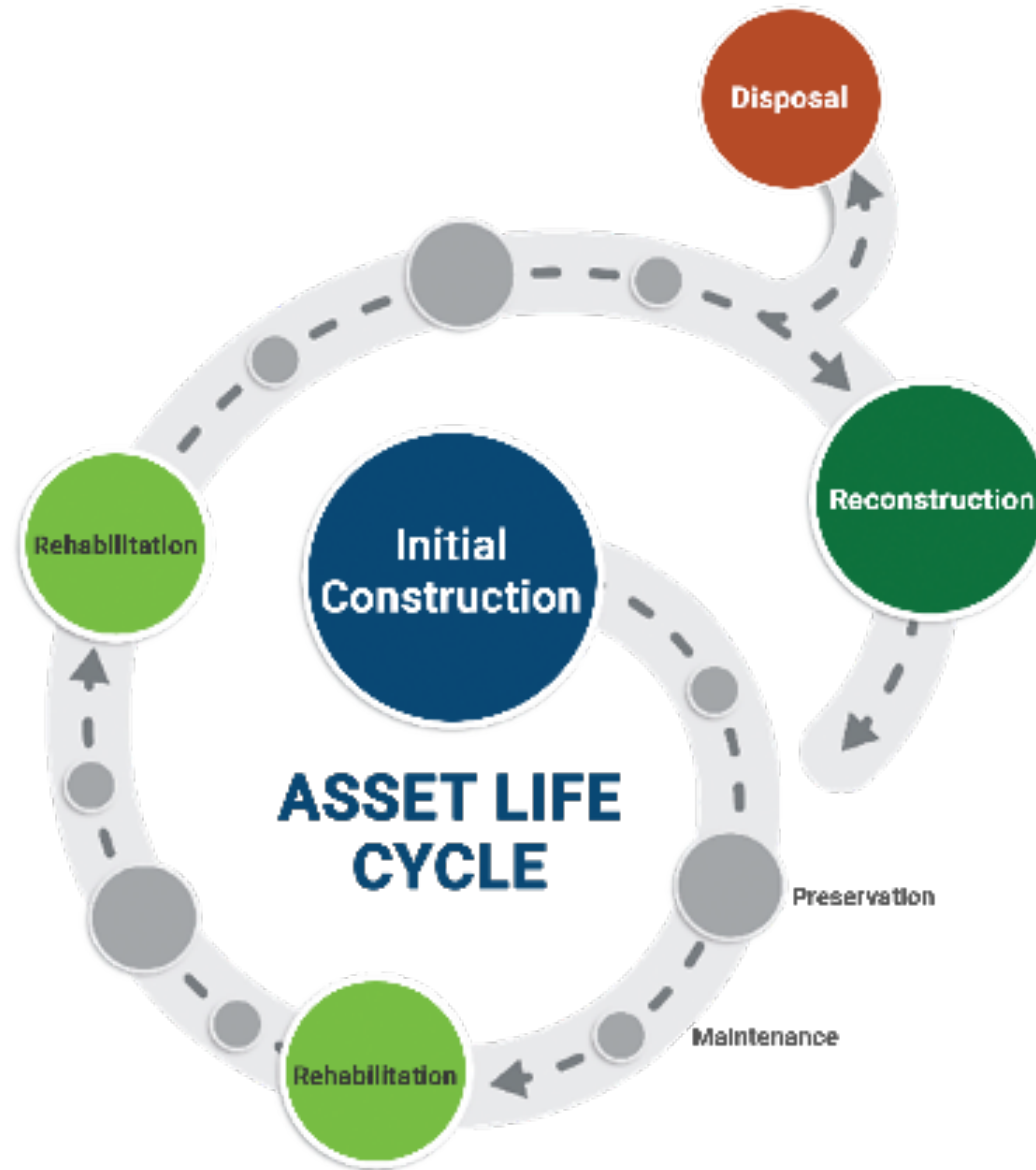 Disposal
Reconstruction
Rehabilitation
Initial
Construction
ASSET LIFE
CYCLE
Preservation
Maintenance
Rehabilitation